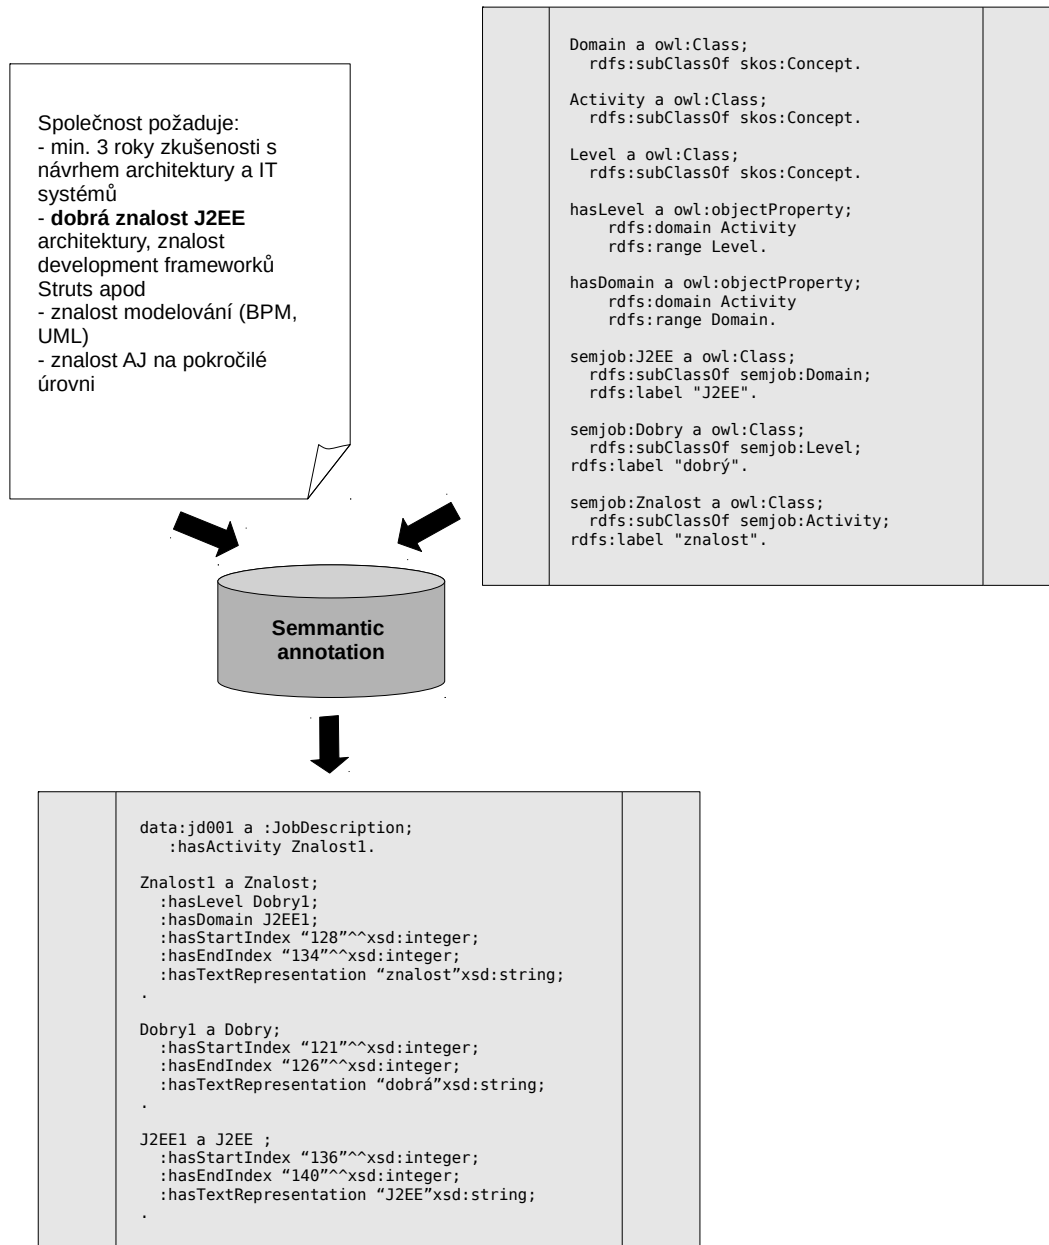 Společnost požaduje:
- min. 3 roky zkušenosti s
návrhem architektury a IT
systémů
- dobrá znalost J2EE
architektury, znalost
development frameworků
Struts apod
- znalost modelování (BPM,
UML)
- znalost AJ na pokročilé
úrovni
Domain a owl:Class;
rdfs:subClassOf skos:Concept.
Activity a owl:Class;
rdfs:subClassOf skos:Concept.
Level a owl:Class;
rdfs:subClassOf skos:Concept.
hasLevel a owl:objectProperty;
rdfs:domain Activity
rdfs:range Level.
hasDomain a owl:objectProperty;
rdfs:domain Activity
rdfs:range Domain.
semjob:J2EE a owl:Class;
rdfs:subClassOf semjob:Domain;
rdfs:label "J2EE".
semjob:Dobry a owl:Class;
rdfs:subClassOf semjob:Level;
rdfs:label "dobrý".
semjob:Znalost a owl:Class;
rdfs:subClassOf semjob:Activity;
rdfs:label "znalost".
Semmantic
annotation
data:jd001 a :JobDescription;
:hasActivity Znalost1.
Znalost1 a Znalost;
:hasLevel Dobry1;
:hasDomain J2EE1;
:hasStartIndex “128”^^xsd:integer;
:hasEndIndex “134”^^xsd:integer;
:hasTextRepresentation “znalost”xsd:string;
.
Dobry1 a Dobry;
:hasStartIndex “121”^^xsd:integer;
:hasEndIndex “126”^^xsd:integer;
:hasTextRepresentation “dobrá”xsd:string;
.
J2EE1 a J2EE ;
:hasStartIndex “136”^^xsd:integer;
:hasEndIndex “140”^^xsd:integer;
:hasTextRepresentation “J2EE”xsd:string;
.